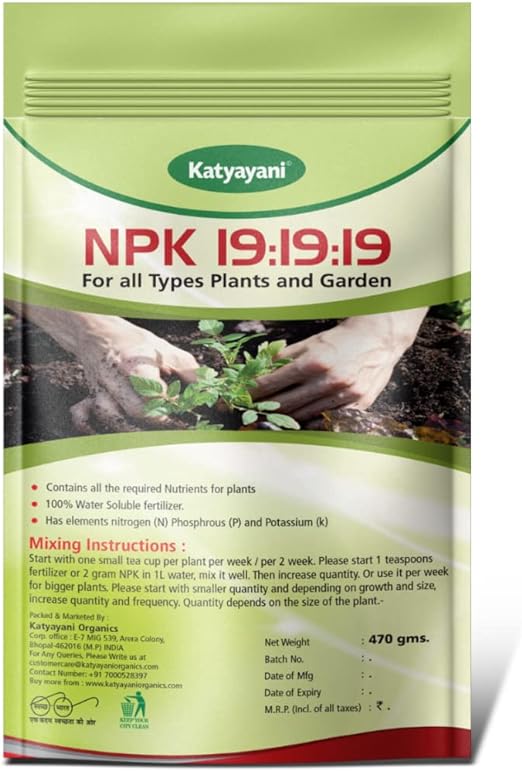 Katyayani©
NPK 19:19:19
For all Types Plants and Garden
Contains all the required Nutrients for plants
100% Water Soluble fertilizer.
Has elements nitrogen (N) Phosphrous (P) and Potassium (k)
Mixing Instructions :
Start with one small tea cup per plant per week / per 2 week. Please start 1 teaspoons
fertilizer or 2 gram NPK in 1L water, mix it well. Then increase quantity. Or use it per week
for bigger plants. Please start with smaller quantity and depending on growth and size,
increase quantity and frequency. Quantity depends on the size of the plant.-
Packed & Marketed By :
Katyayani Organics
Corp. office : E-7 MIG 539, Arera Colony,
Bhopal-462016 (M.P) INDIA
For Any Queries, Please Write us at
customercare@katyayaniorganics.com
Contact Number: +91 7000528397
Buy more from : www.katyayaniorganics.com
स्वच्छ भारत
एक कदम स्वच्छता की ओर
KEEP YOUR
CITY CLEAN
Net Weight : 470 gms.
Batch No. : .
Date of Mfg : .
Date of Expiry : .
M.R.P. (Incl. of all taxes) : ₹ .